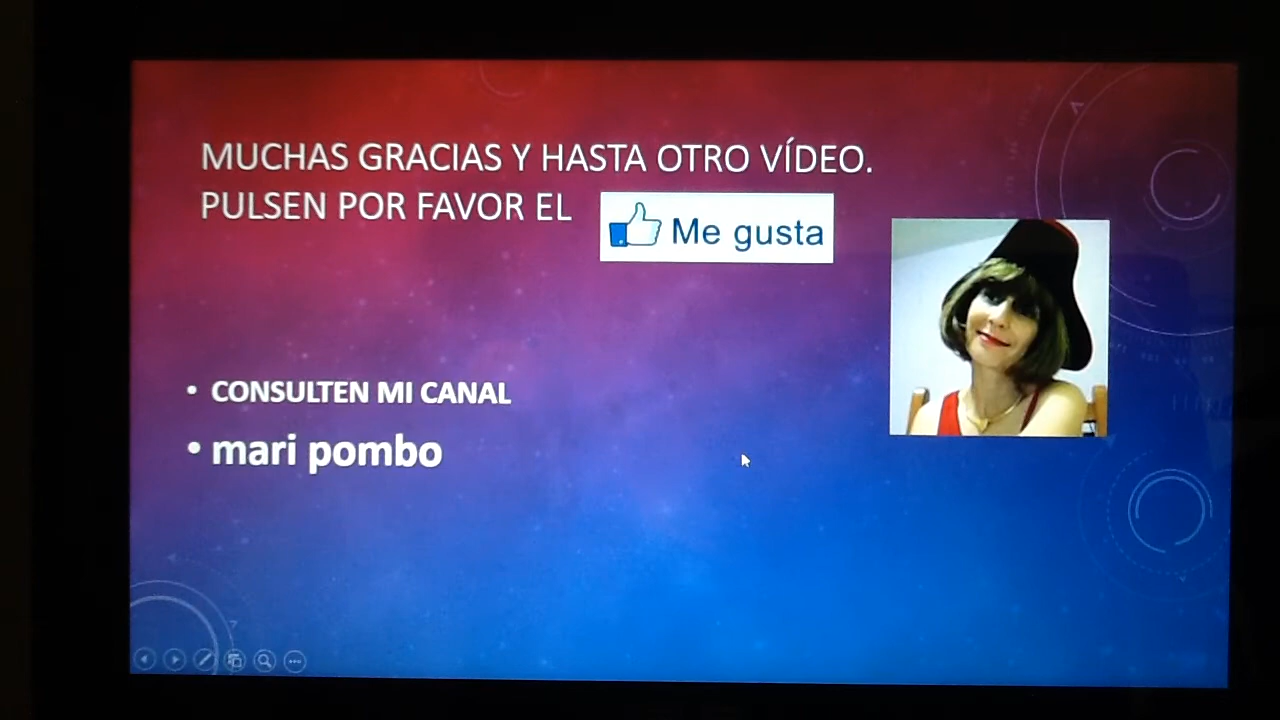 MUCHAS GRACIAS Y HASTA OTRO VÍDEO.
PULSEN POR FAVOR EL
Me gusta
• CONSULTEN MI CANAL
• mari pombo